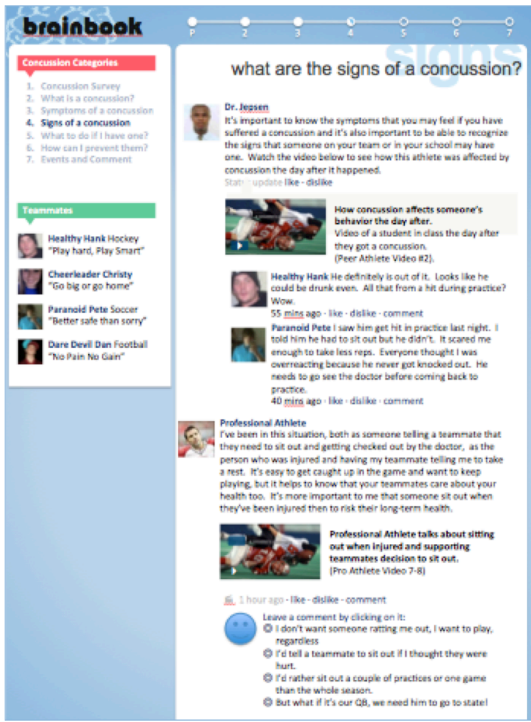 brainbook
P 2 3 4 5 6 7
signs
Concussion Categories
1. Concussion Survey
2. What is a concussion?
3. Symptoms of a concussion
4. Signs of a concussion
5. What to do if I have one?
6. How can I prevent them?
7. Events and Comment
Teammates
Healthy Hank Hockey
"Play hard, Play Smart"
Cheerleader Christy
"Go big or go home"
Paranoid Pete Soccer
"Better safe than sorry"
Dare Devil Dan Football
"No Pain No Gain"
what are the signs of a concussion?
Dr. Jepsen
It's important to know the symptoms that you may feel if you
have suffered a concussion and it's also important to be able to recognize
the signs that someone on your team or in your school may
have one. Watch the video below to see how this athlete was affected by
concussion the day after it happened.
update like - dislike
How concussion affects someone's
behavior the day after.
Video of a student in class the day after
they got a concussion.
(Peer Athlete Video #2).
Healthy Hank He definitely is out of it. Looks like he
could be drunk even. All that from a hit during practice?
Wow.
55 mins ago · like · dislike · comment
Paranoid Pete I saw him get hit in practice last night. I
told him he had to sit out but he didn't. It scared me
enough to take less reps. Everyone thought I was
overreacting because he never got knocked out. He
needs to go see the doctor before coming back to
practice.
40 mins ago · like · dislike · comment
Professional Athlete
I've been in this situation, both as someone telling a teammate that
they need to sit out and getting checked out by the doctor, as the
person who was injured and having my teammate telling me to take
a rest. It's easy to get caught up in the game and want to keep
playing, but it helps to know that your teammates care about your
health too. It's more important to me that someone sit out when
they've been injured then to risk their long-term health.
Professional Athlete talks about sitting
out when injured and supporting
teammates decision to sit out.
(Pro Athlete Video 7-8)
1 hour ago - like - dislike - comment
Leave a comment by clicking on it:
I don't want someone ratting me out, I want to play,
regardless
I'd tell a teammate to sit out if I thought they were
hurt.
I'd rather sit out a couple of practices or one game
than the whole season.
But what if it's our QB, we need him to go to state!